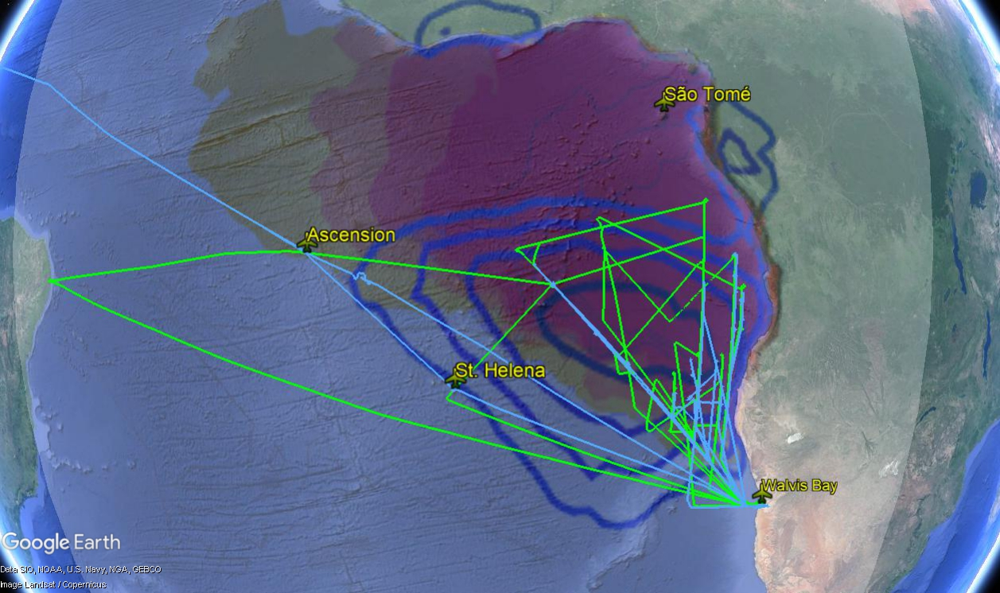 São Tomé
Ascension
St. Helena
Walvis Bay
Google Earth
Data SIO, NOAA, U.S. Navy, NGA, GEBCO
Image Landsat / Copernicus